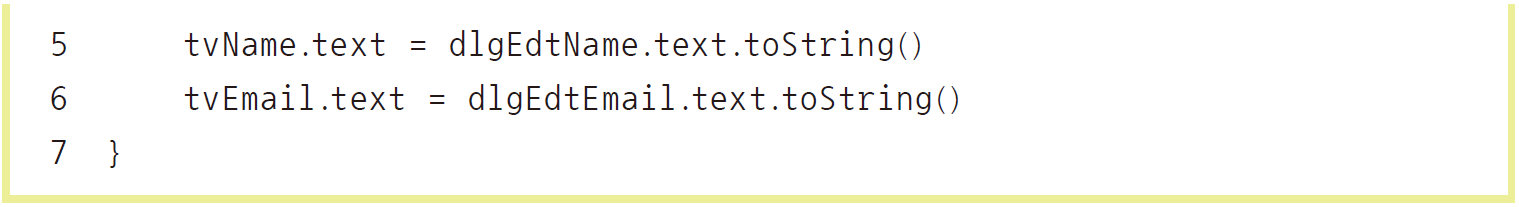 5 tvName.text = dlgEdtName.text.toString()
6 tvEmail.text = dlgEdtEmail.text.toString()
7 }